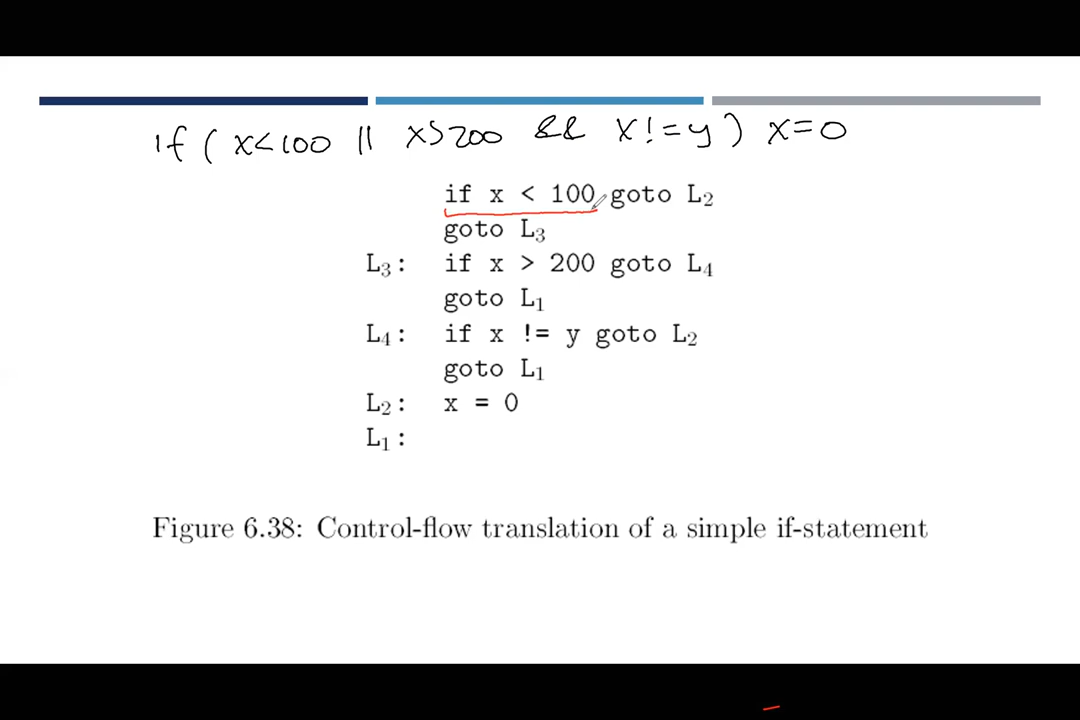 if ( x<100 || x>200 && x!=y ) x=0
if x < 100 goto L₂
goto L₃
L₃: if x > 200 goto L₄
goto L₁
L₄: if x != y goto L₂
goto L₁
L₂: x = 0
L₁:
Figure 6.38: Control-flow translation of a simple if-statement